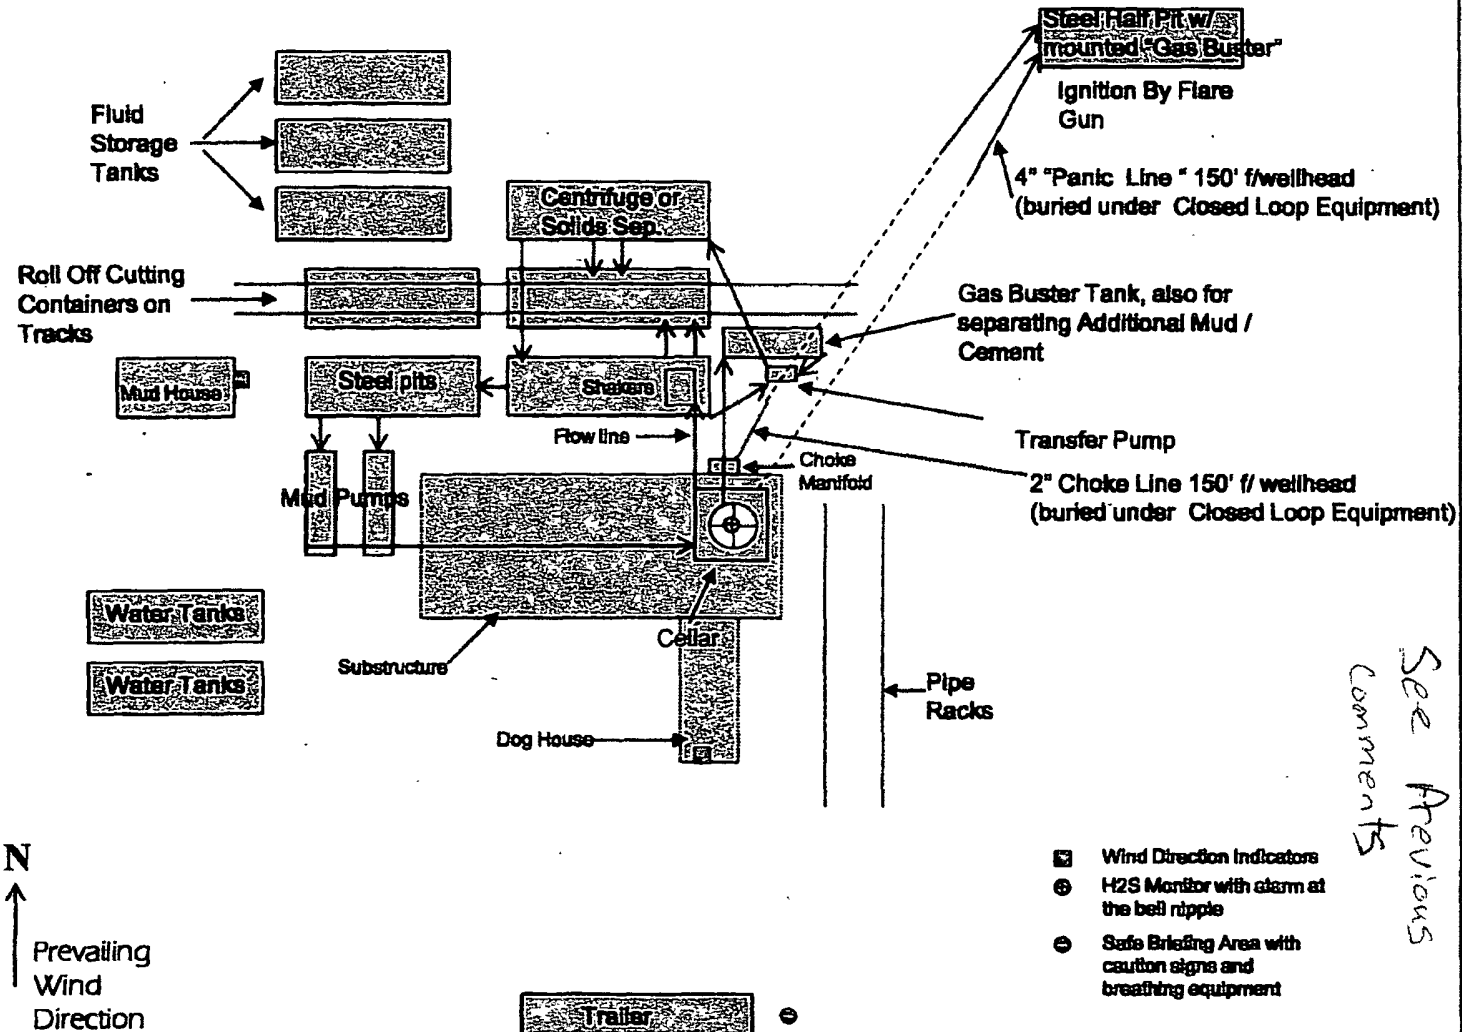 Steel Half Pit w/
mounted "Gas Buster"
Ignition By Flare
Gun
Fluid
Storage
Tanks
4" "Panic Line " 150' f/wellhead
(buried under Closed Loop Equipment)
Centrifuge or
Solids Sep.
Roll Off Cutting
Containers on
Tracks
Gas Buster Tank, also for
separating Additional Mud /
Cement
Mud House
Steel pits
Shakers
Flow line
Transfer Pump
Choke
Manifold
2" Choke Line 150' f/ wellhead
(buried under Closed Loop Equipment)
Mud Pumps
Water Tanks
Water Tanks
Cellar
Substructure
Pipe
Racks
Dog House
See Previous
Comments
N
Prevailing
Wind
Direction
Wind Direction Indicators
H2S Monitor with alarm at
the bell nipple
Safe Briefing Area with
caution signs and
breathing equipment
Trailer